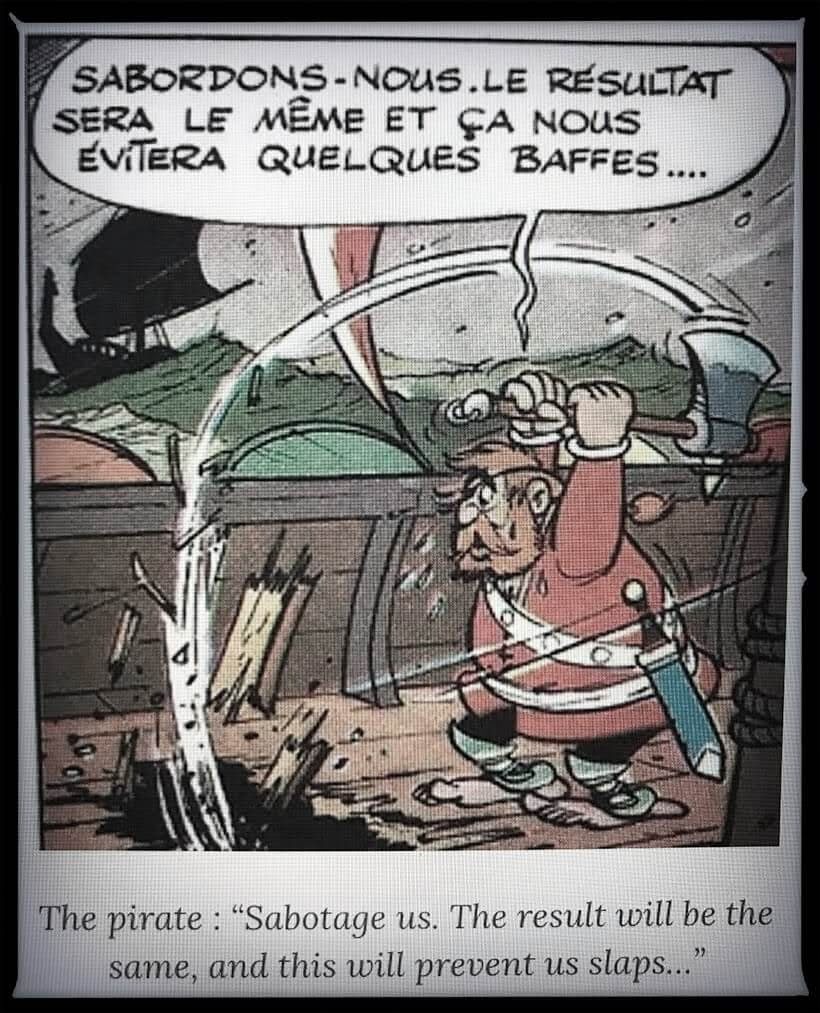 SABORDONS-NOUS. LE RÉSULTAT
SERA LE MÊME ET ÇA NOUS
ÉVITERA QUELQUES BAFFES....
The pirate : “Sabotage us. The result will be the
same, and this will prevent us slaps...”